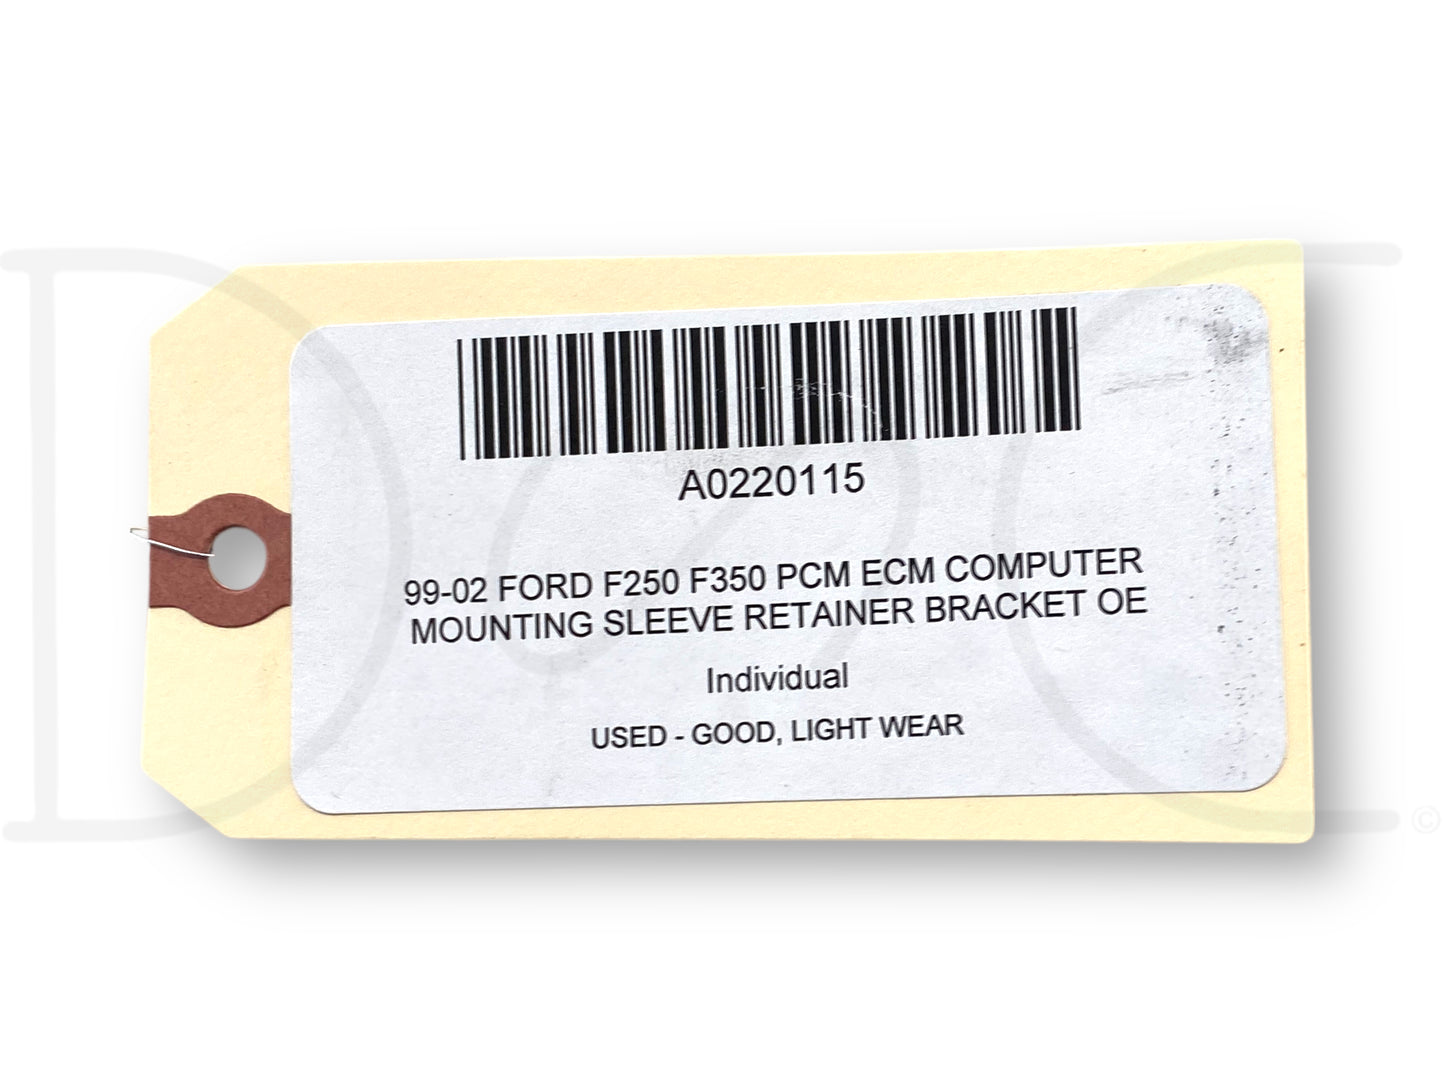 A0220115
99-02 FORD F250 F350 PCM ECM COMPUTER
MOUNTING SLEEVE RETAINER BRACKET OE
Individual
USED - GOOD, LIGHT WEAR
D C
©